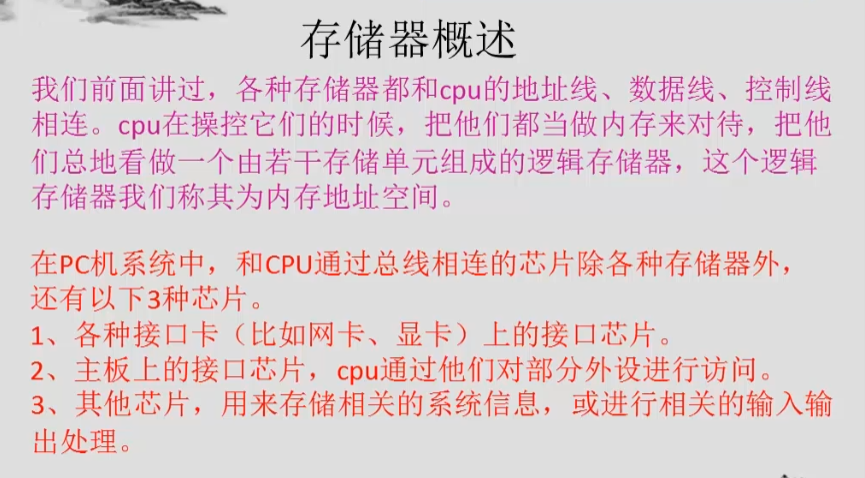 存储器概述
我们前面讲过，各种存储器都和cpu的地址线、数据线、控制线
相连。cpu在操控它们的时候，把他们都当做内存来对待，把他
们总地看做一个由若干存储单元组成的逻辑存储器，这个逻辑
存储器我们称其为内存地址空间。
在PC机系统中，和CPU通过总线相连的芯片除各种存储器外，
还有以下3种芯片。
1、各种接口卡（比如网卡、显卡）上的接口芯片。
2、主板上的接口芯片，cpu通过他们对部分外设进行访问。
3、其他芯片，用来存储相关的系统信息，或进行相关的输入输
出处理。